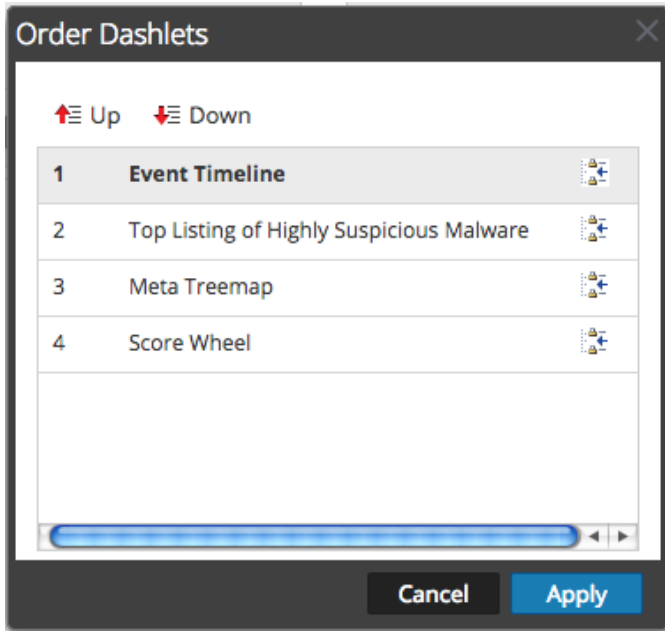 Order Dashlets
Up Down
1 Event Timeline
2 Top Listing of Highly Suspicious Malware
3 Meta Treemap
4 Score Wheel
Cancel Apply